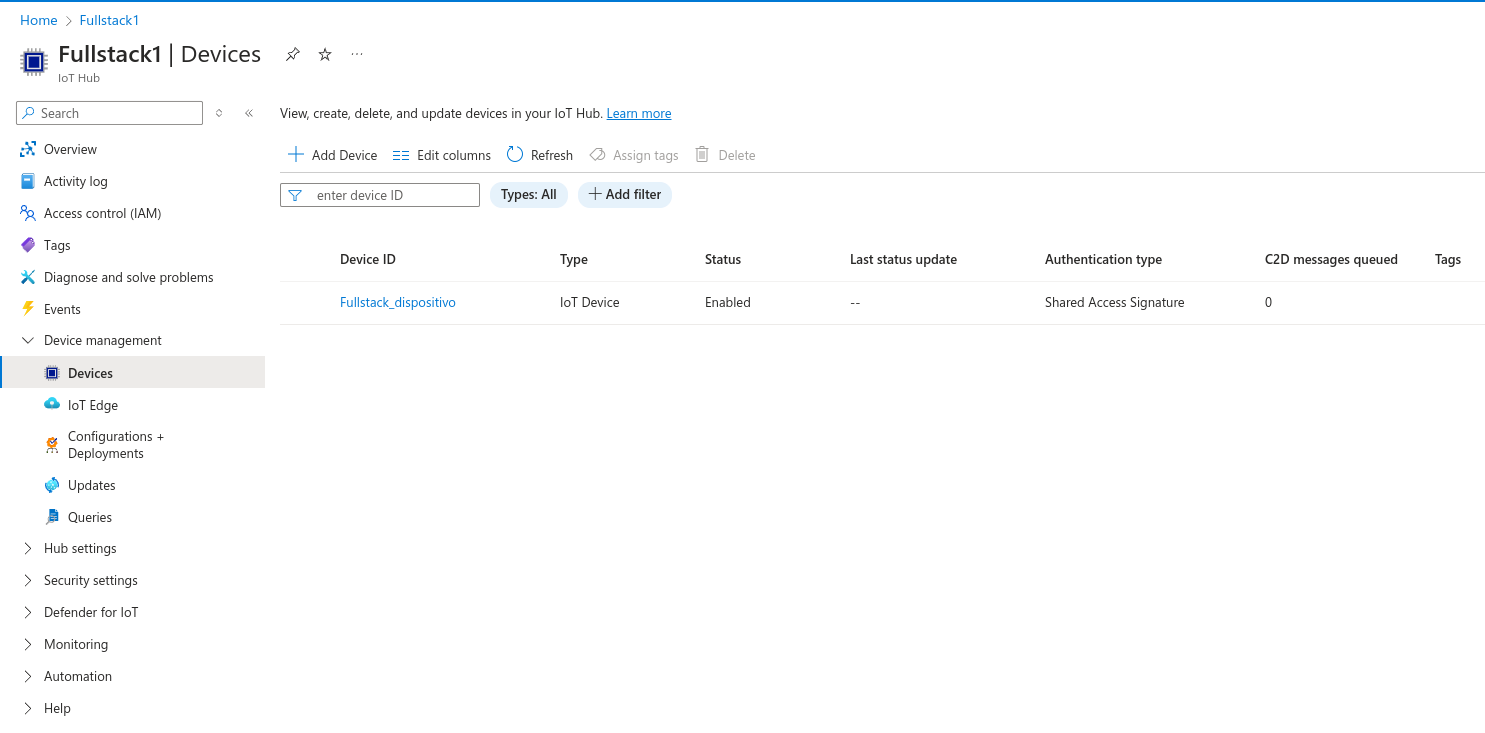 Home > Fullstack1
Fullstack1 | Devices ...
IoT Hub
Search
Overview
Activity log
Access control (IAM)
Tags
Diagnose and solve problems
Events
Device management
Devices
IoT Edge
Configurations +
Deployments
Updates
Queries
Hub settings
Security settings
Defender for IoT
Monitoring
Automation
Help
View, create, delete, and update devices in your IoT Hub. Learn more
Add Device Edit columns Refresh Assign tags Delete
enter device ID Types: All Add filter
Device ID Type Status Last status update Authentication type C2D messages queued Tags
Fullstack_dispositivo IoT Device Enabled -- Shared Access Signature 0